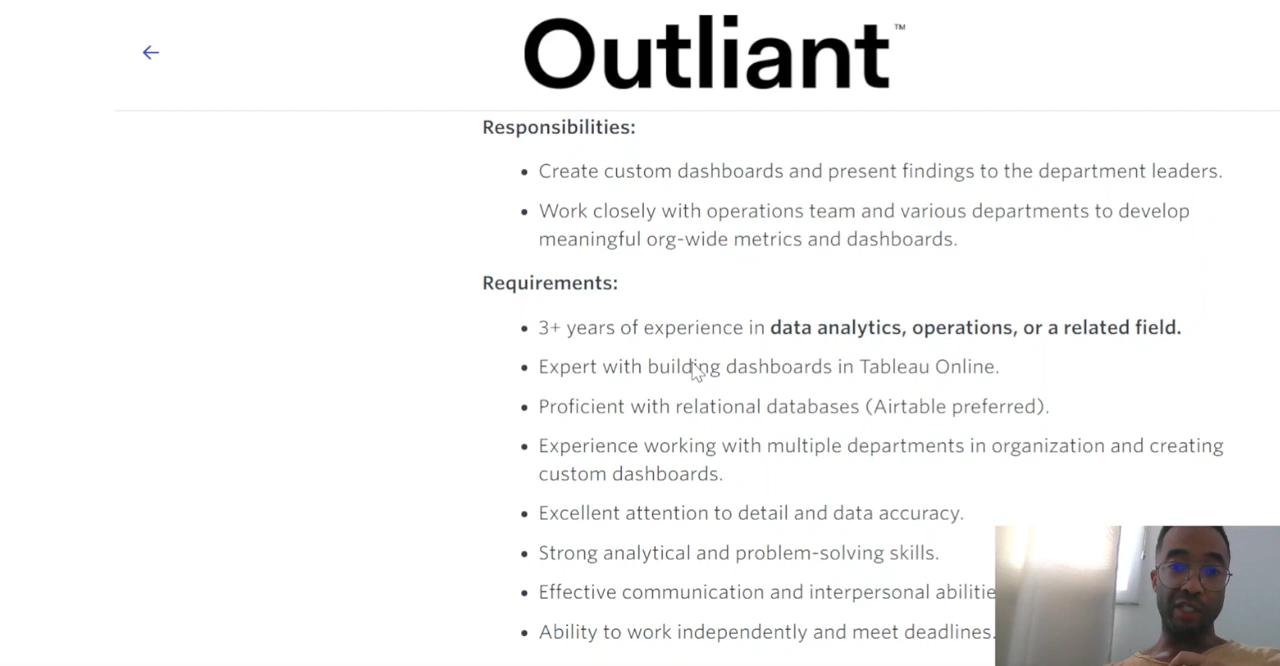 Outliant™
Responsibilities:
• Create custom dashboards and present findings to the department leaders.
• Work closely with operations team and various departments to develop
meaningful org-wide metrics and dashboards.
Requirements:
• 3+ years of experience in data analytics, operations, or a related field.
• Expert with building dashboards in Tableau Online.
• Proficient with relational databases (Airtable preferred).
• Experience working with multiple departments in organization and creating
custom dashboards.
• Excellent attention to detail and data accuracy.
• Strong analytical and problem-solving skills.
• Effective communication and interpersonal abilitie
• Ability to work independently and meet deadlines.